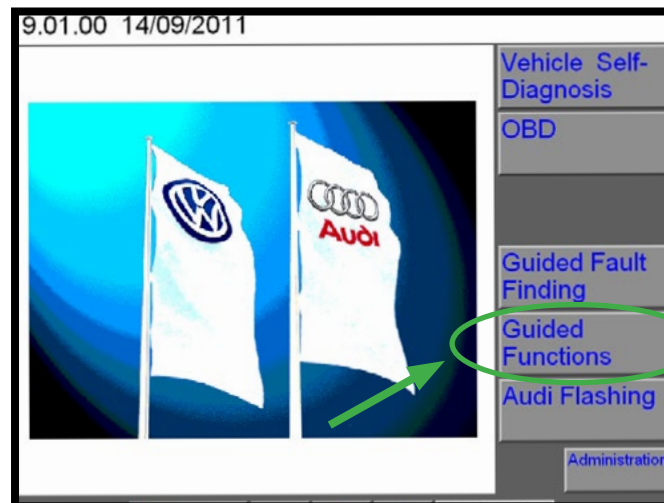 9.01.00 14/09/2011
Vehicle Self-
Diagnosis
OBD
Guided Fault
Finding
Guided
Functions
Audi Flashing
Administration
Audi